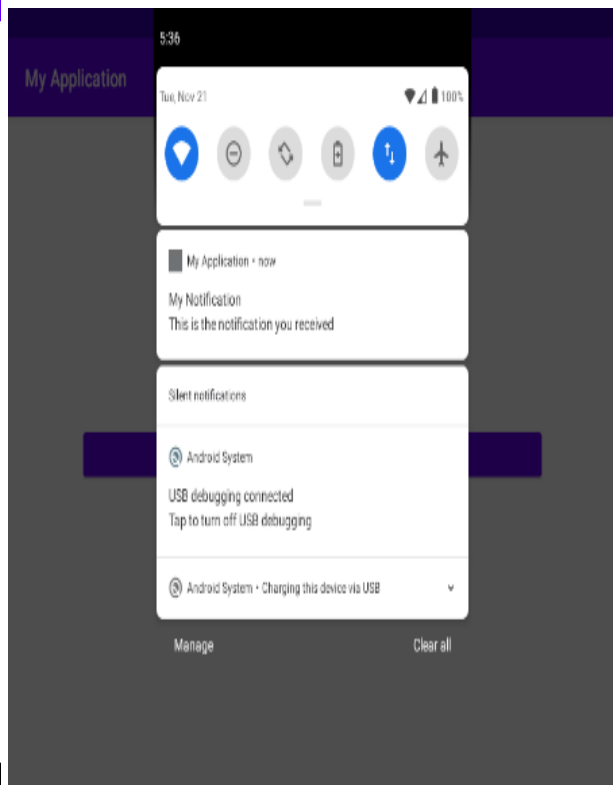 5:36
My Application
Tue, Nov 21
100%
My Application • now
My Notification
This is the notification you received
Silent notifications
Android System
USB debugging connected
Tap to turn off USB debugging
Android System • Charging this device via USB
Manage
Clear all